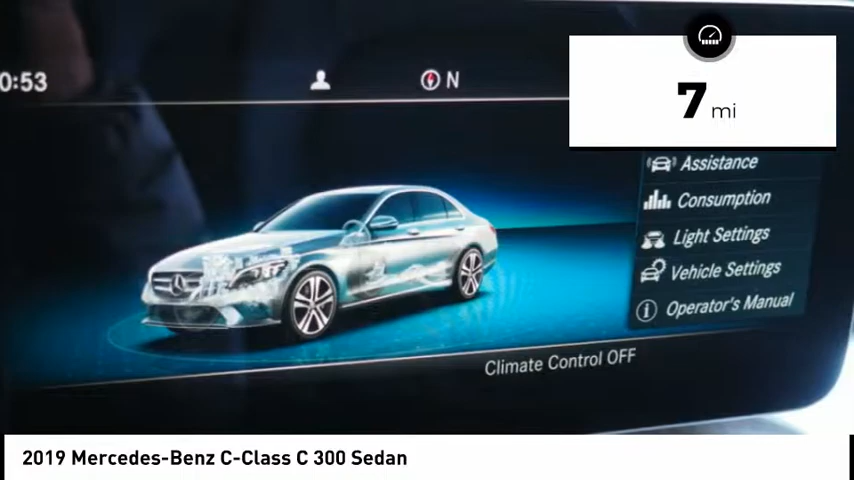 0:53
N
7 mi
Assistance
Consumption
Light Settings
Vehicle Settings
Operator's Manual
Climate Control OFF
2019 Mercedes-Benz C-Class C 300 Sedan